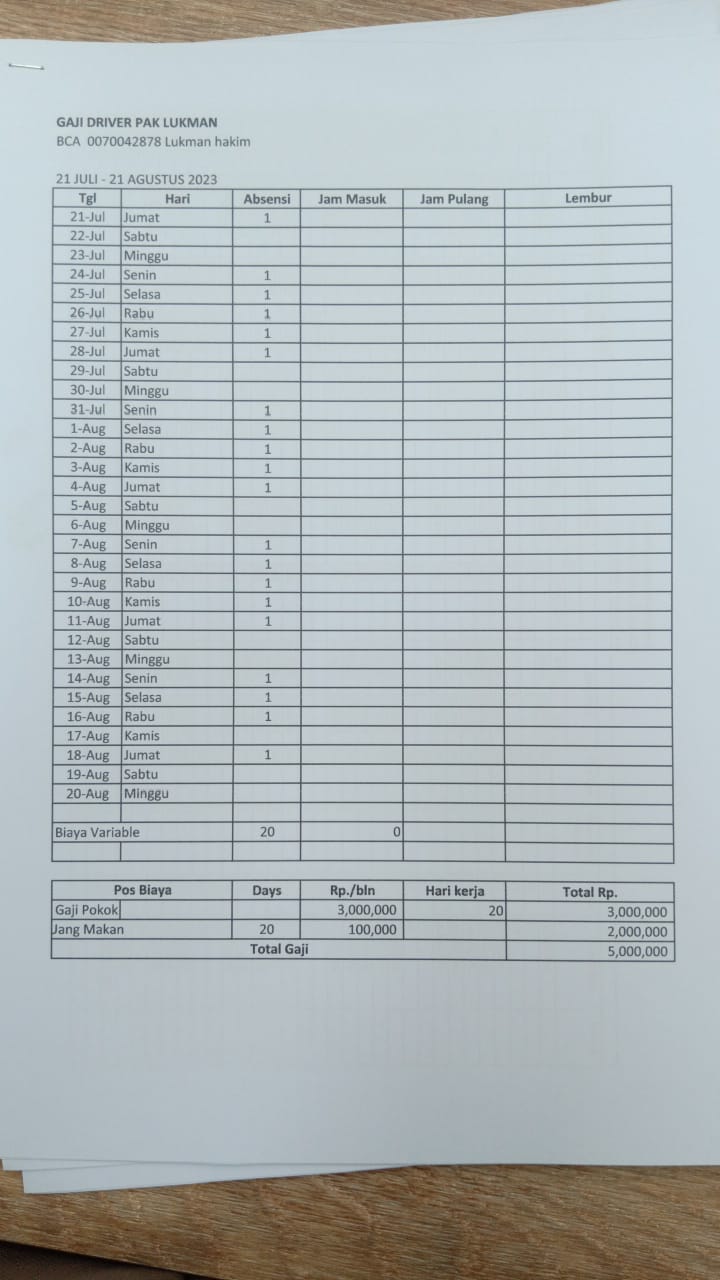 GAJI DRIVER PAK LUKMAN
BCA 0070042878 Lukman hakim
21 JULI - 21 AGUSTUS 2023
Tgl Hari Absensi Jam Masuk Jam Pulang Lembur
21-Jul Jumat 1
22-Jul Sabtu
23-Jul Minggu
24-Jul Senin 1
25-Jul Selasa 1
26-Jul Rabu 1
27-Jul Kamis 1
28-Jul Jumat 1
29-Jul Sabtu
30-Jul Minggu
31-Jul Senin 1
1-Aug Selasa 1
2-Aug Rabu 1
3-Aug Kamis 1
4-Aug Jumat 1
5-Aug Sabtu
6-Aug Minggu
7-Aug Senin 1
8-Aug Selasa 1
9-Aug Rabu 1
10-Aug Kamis 1
11-Aug Jumat 1
12-Aug Sabtu
13-Aug Minggu
14-Aug Senin 1
15-Aug Selasa 1
16-Aug Rabu 1
17-Aug Kamis
18-Aug Jumat 1
19-Aug Sabtu
20-Aug Minggu
Biaya Variable 20 0
Pos Biaya Days Rp./bln Hari kerja Total Rp.
Gaji Pokok 3,000,000 20 3,000,000
Jang Makan 20 100,000 2,000,000
Total Gaji 5,000,000